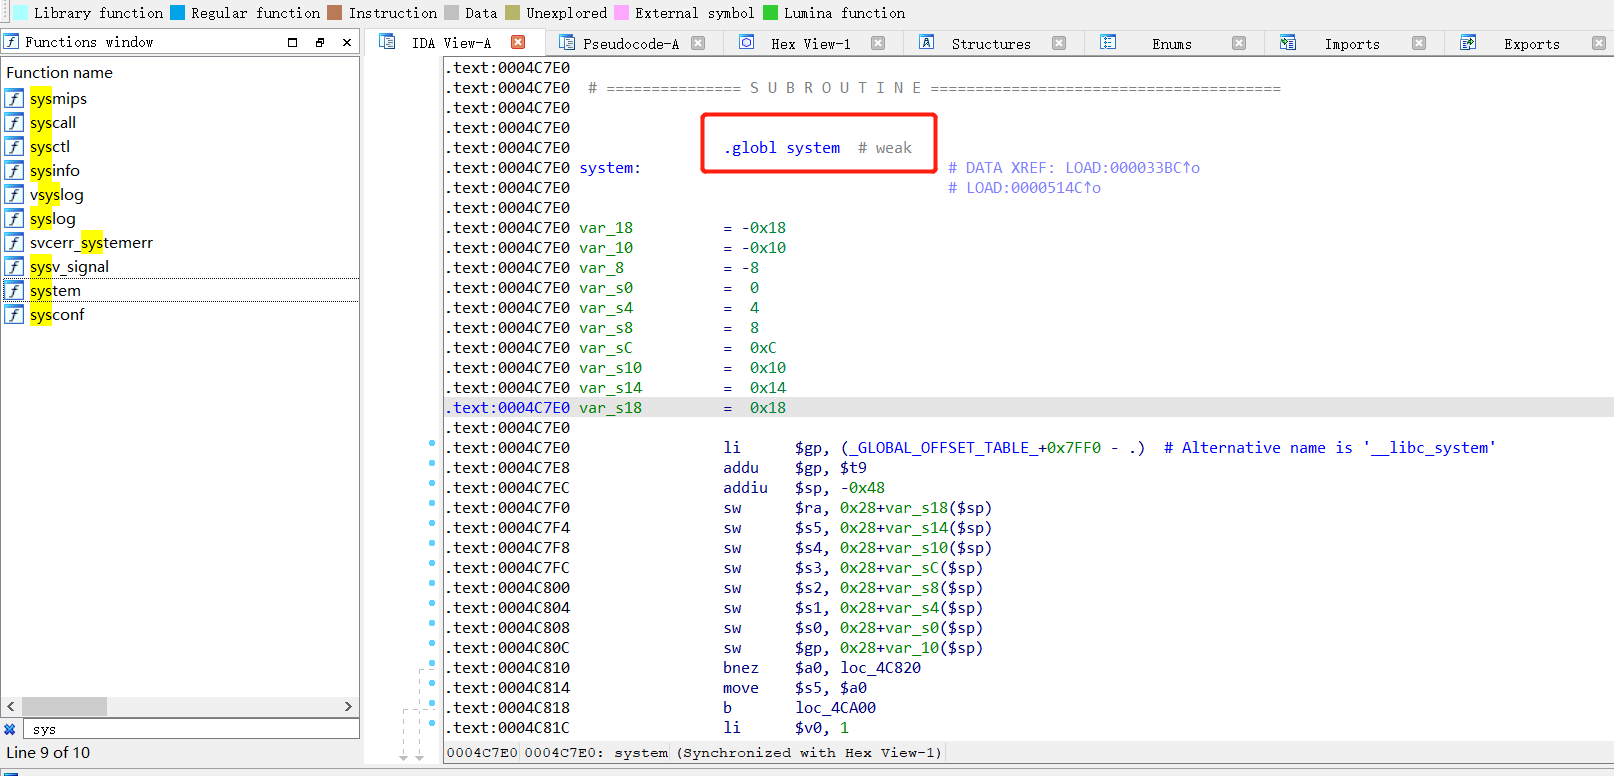 Library function Regular function Instruction Data Unexplored External symbol Lumina function
Functions window
IDA View-A Pseudocode-A Hex View-1 Structures Enums Imports Exports
Function name
sysmips
syscall
sysctl
sysinfo
vsyslog
syslog
svcerr_systemerr
sysv_signal
system
sysconf
sys
Line 9 of 10
.text:0004C7E0
.text:0004C7E0 # =============== S U B R O U T I N E =======================================
.text:0004C7E0
.text:0004C7E0
.text:0004C7E0 .globl system # weak
.text:0004C7E0 system: # DATA XREF: LOAD:000033BC↑o
.text:0004C7E0 # LOAD:0000514C↑o
.text:0004C7E0
.text:0004C7E0 var_18 = -0x18
.text:0004C7E0 var_10 = -0x10
.text:0004C7E0 var_8 = -8
.text:0004C7E0 var_s0 = 0
.text:0004C7E0 var_s4 = 4
.text:0004C7E0 var_s8 = 8
.text:0004C7E0 var_sC = 0xC
.text:0004C7E0 var_s10 = 0x10
.text:0004C7E0 var_s14 = 0x14
.text:0004C7E0 var_s18 = 0x18
.text:0004C7E0
.text:0004C7E0 li $gp, (_GLOBAL_OFFSET_TABLE_+0x7FF0 - .) # Alternative name is '__libc_system'
.text:0004C7E8 addu $gp, $t9
.text:0004C7EC addiu $sp, -0x48
.text:0004C7F0 sw $ra, 0x28+var_s18($sp)
.text:0004C7F4 sw $s5, 0x28+var_s14($sp)
.text:0004C7F8 sw $s4, 0x28+var_s10($sp)
.text:0004C7FC sw $s3, 0x28+var_sC($sp)
.text:0004C800 sw $s2, 0x28+var_s8($sp)
.text:0004C804 sw $s1, 0x28+var_s4($sp)
.text:0004C808 sw $s0, 0x28+var_s0($sp)
.text:0004C80C sw $gp, 0x28+var_10($sp)
.text:0004C810 bnez $a0, loc_4C820
.text:0004C814 move $s5, $a0
.text:0004C818 b loc_4CA00
.text:0004C81C li $v0, 1
0004C7E0 0004C7E0: system (Synchronized with Hex View-1)